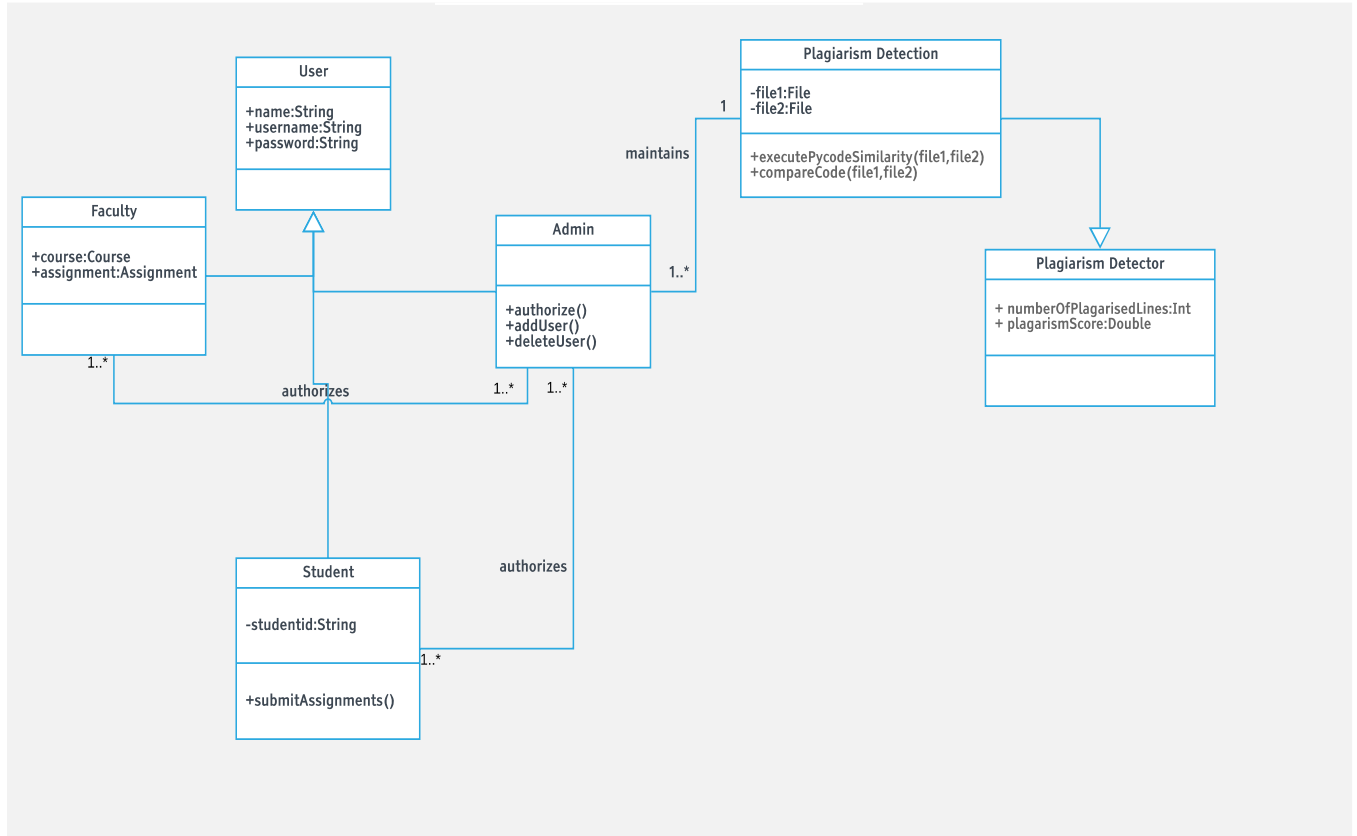 Plagiarism Detection
-file1:File
-file2:File
+executePycodeSimilarity(file1,file2)
+compareCode(file1,file2)
User
+name:String
+username:String
+password:String
1
maintains
1..*
Faculty
+course:Course
+assignment:Assignment
1..*
Admin
+authorize()
+addUser()
+deleteUser()
Plagiarism Detector
+ numberOfPlagarisedLines:Int
+ plagarismScore:Double
authorizes
1..*
1..*
authorizes
Student
-studentid:String
+submitAssignments()
1..*